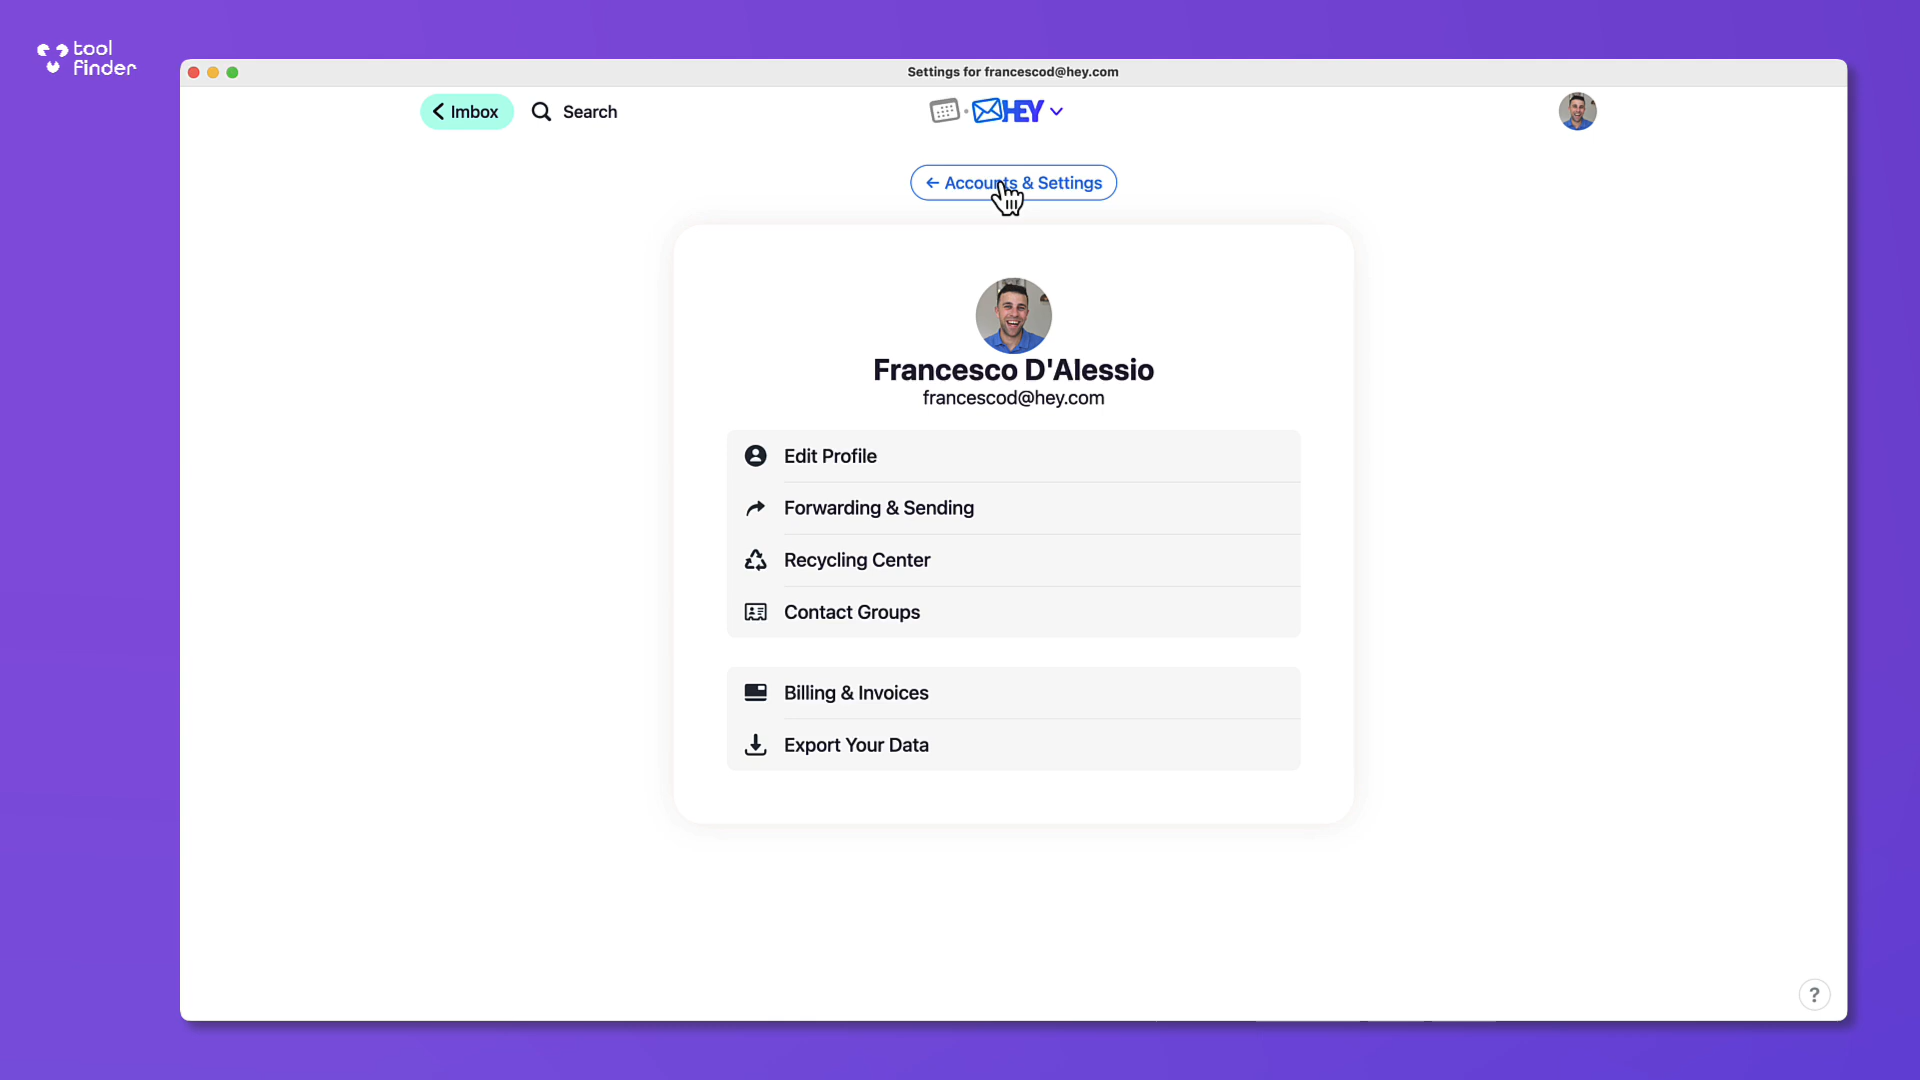 tool
finder
Settings for francescod@hey.com
Imbox
Search
HEY
← Accounts & Settings
Francesco D'Alessio
francescod@hey.com
Edit Profile
Forwarding & Sending
Recycling Center
Contact Groups
Billing & Invoices
Export Your Data
?